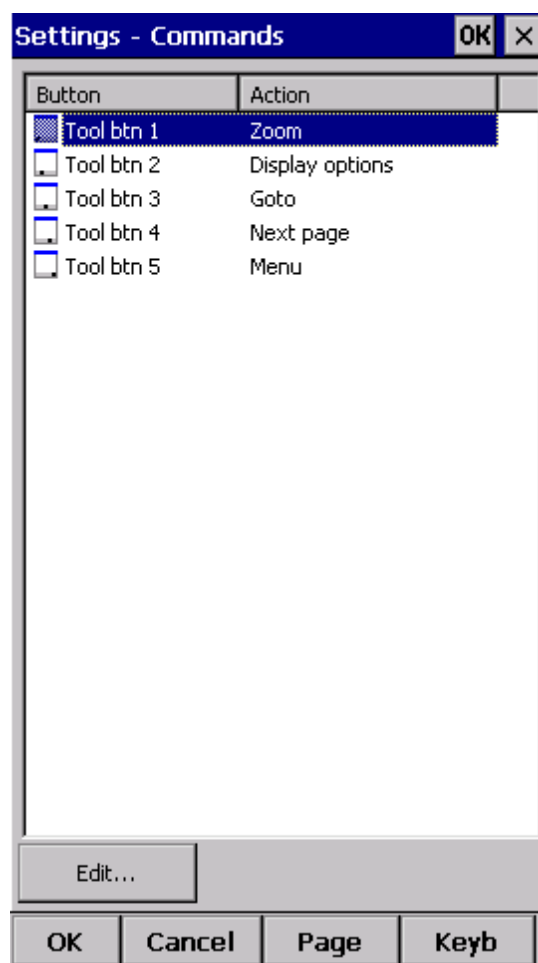 Settings - Commands OK ×
Button Action
Tool btn 1 Zoom
Tool btn 2 Display options
Tool btn 3 Goto
Tool btn 4 Next page
Tool btn 5 Menu
Edit...
OK Cancel Page Keyb